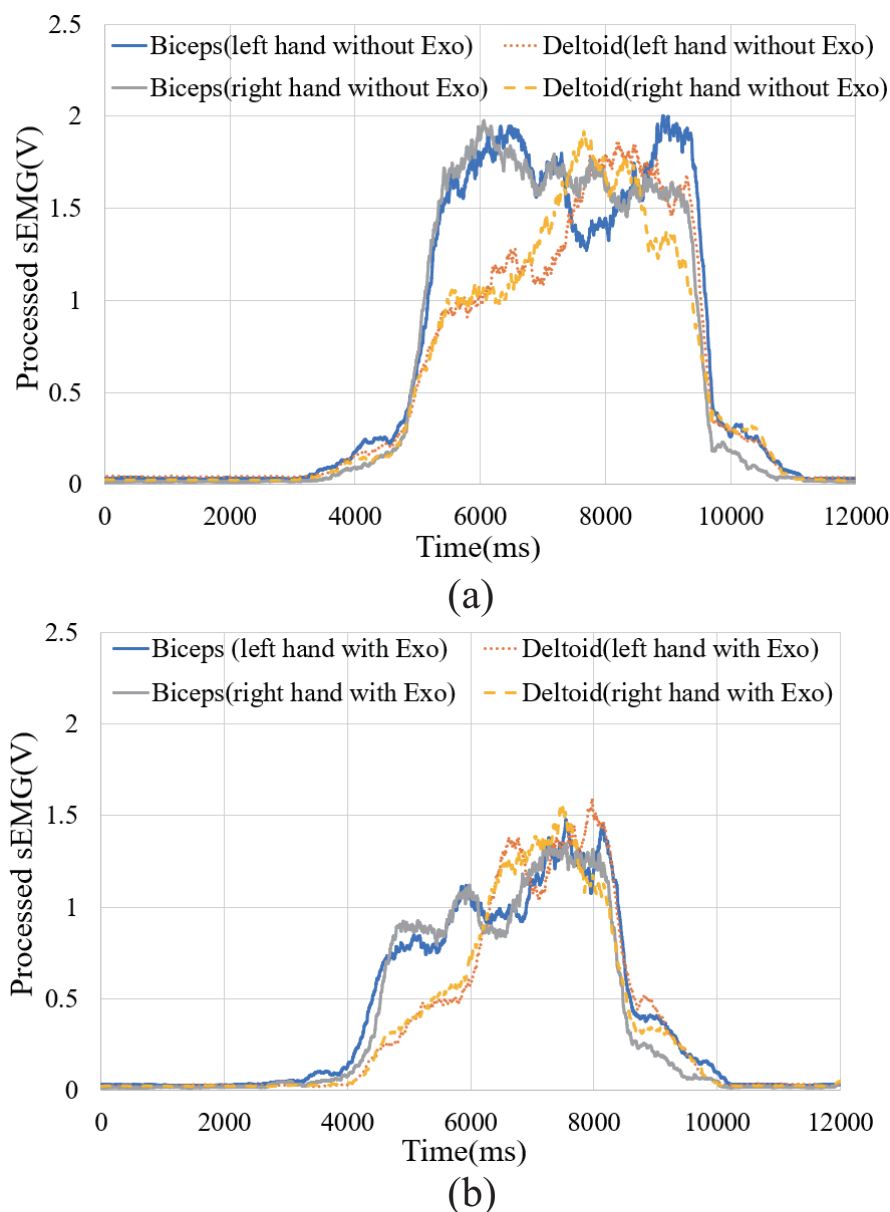 2.5
Biceps(left hand without Exo)
Deltoid(left hand without Exo)
Biceps(right hand without Exo)
Deltoid(right hand without Exo)
2
1.5
1
0.5
0
Processed sEMG(V)
0 2000 4000 6000 8000 10000 12000
Time(ms)
(a)
2.5
Biceps (left hand with Exo)
Deltoid(left hand with Exo)
Biceps(right hand with Exo)
Deltoid(right hand with Exo)
2
1.5
1
0.5
0
Processed sEMG(V)
0 2000 4000 6000 8000 10000 12000
Time(ms)
(b)